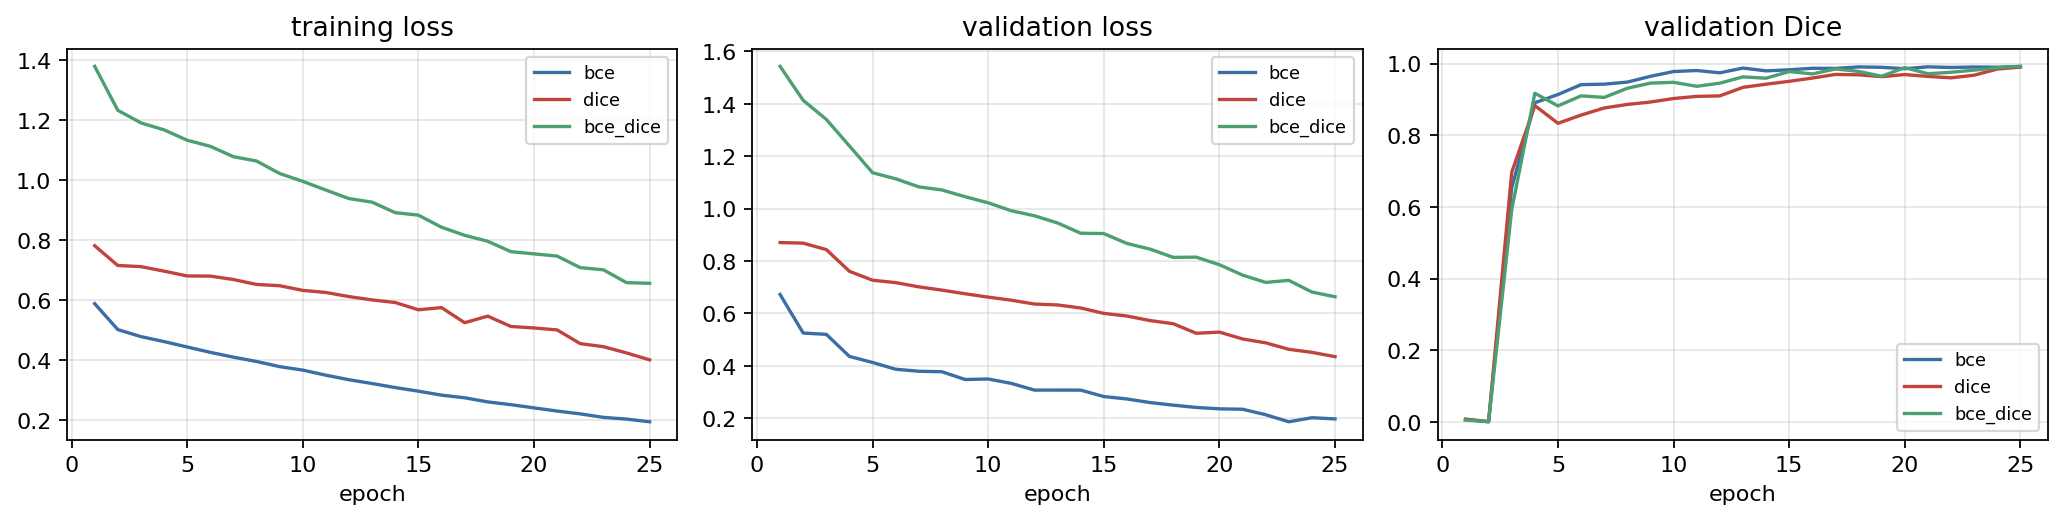 training loss
1.4
1.2
1.0
0.8
0.6
0.4
0.2
0 5 10 15 20 25
epoch
bce
dice
bce_dice
validation loss
1.6
1.4
1.2
1.0
0.8
0.6
0.4
0.2
0 5 10 15 20 25
epoch
bce
dice
bce_dice
validation Dice
1.0
0.8
0.6
0.4
0.2
0.0
0 5 10 15 20 25
epoch
bce
dice
bce_dice